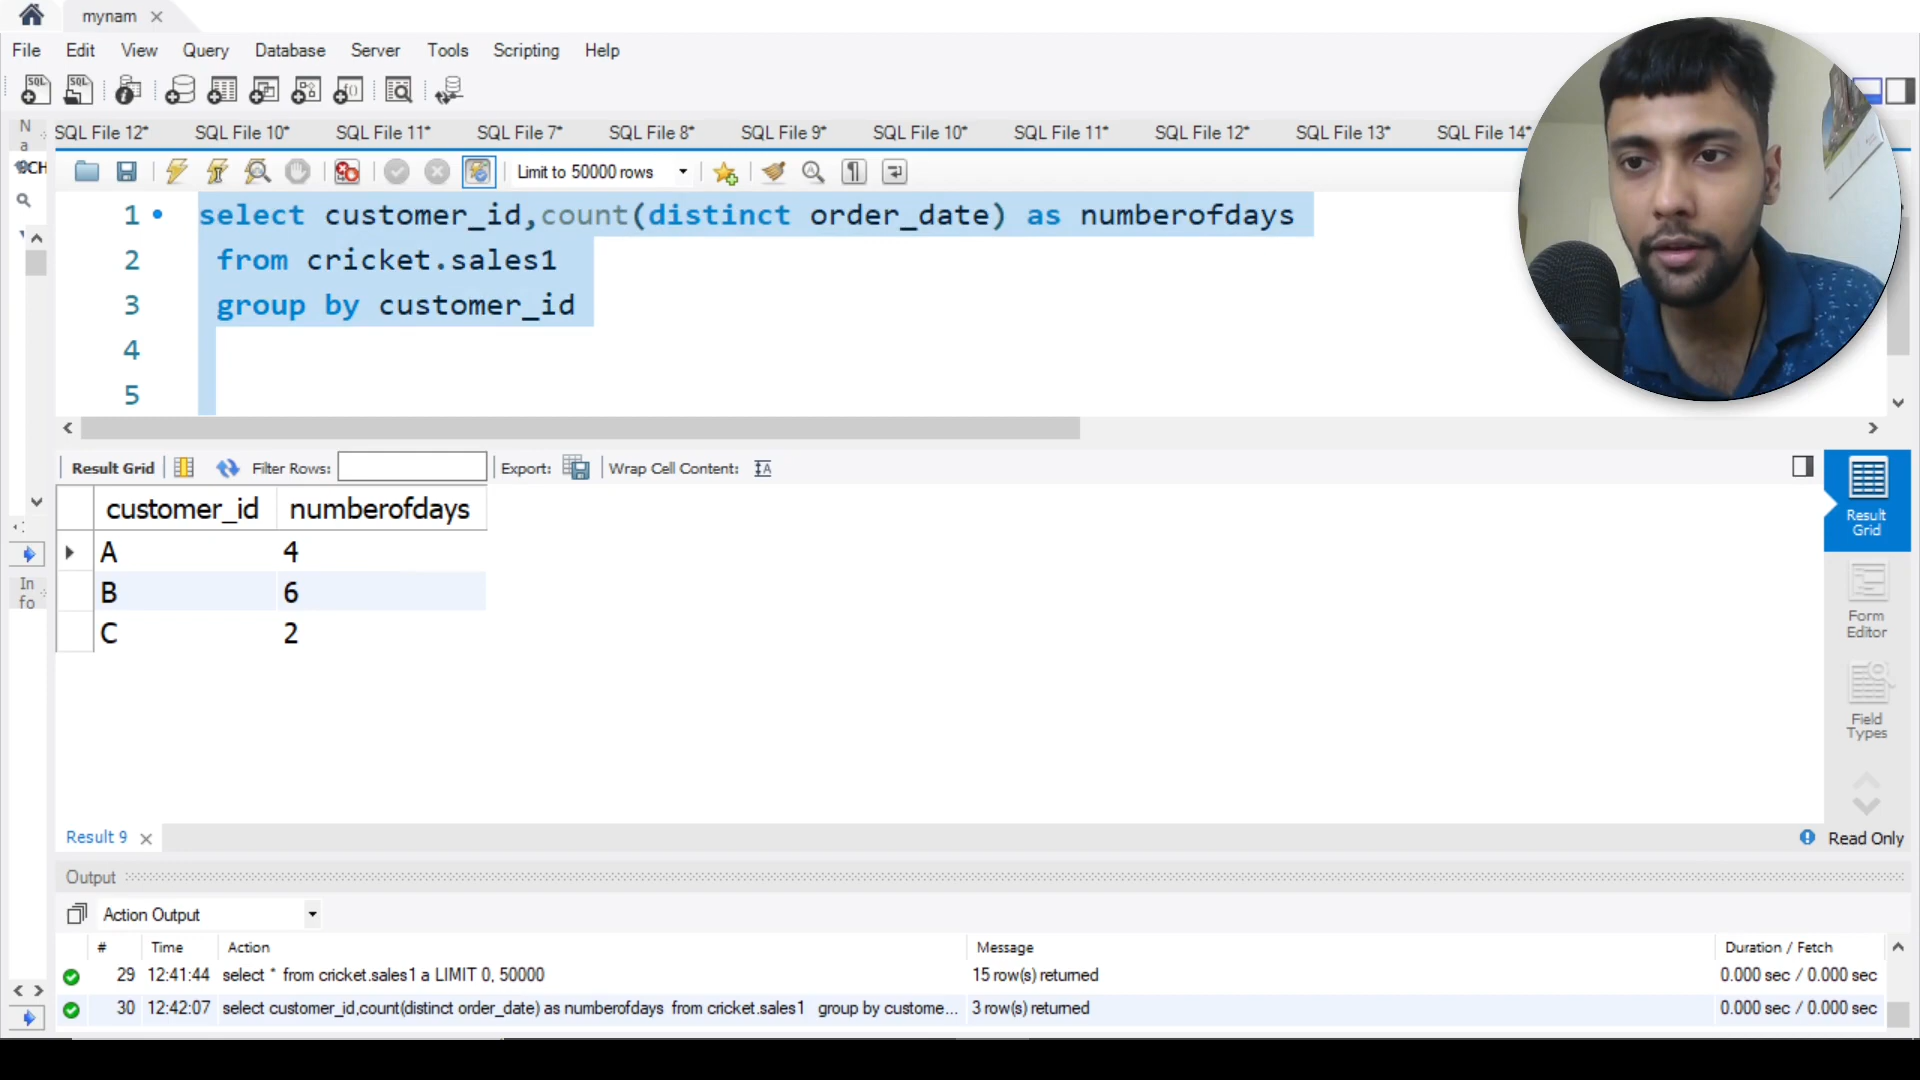 mynam
File Edit View Query Database Server Tools Scripting Help
SQL File 12* SQL File 10* SQL File 11* SQL File 7* SQL File 8* SQL File 9* SQL File 10* SQL File 11* SQL File 12* SQL File 13* SQL File 14*
N
a
CH
Limit to 50000 rows
1 select customer_id,count(distinct order_date) as numberofdays
2 from cricket.sales1
3 group by customer_id
4
5
Result Grid Filter Rows: Export: Wrap Cell Content:
customer_id numberofdays
A 4
B 6
C 2
In
fo
Result
Grid
Form
Editor
Field
Types
Result 9 Read Only
Output
Action Output
# Time Action Message Duration / Fetch
29 12:41:44 select * from cricket.sales1 a LIMIT 0, 50000 15 row(s) returned 0.000 sec / 0.000 sec
30 12:42:07 select customer_id,count(distinct order_date) as numberofdays from cricket.sales1 group by custome... 3 row(s) returned 0.000 sec / 0.000 sec